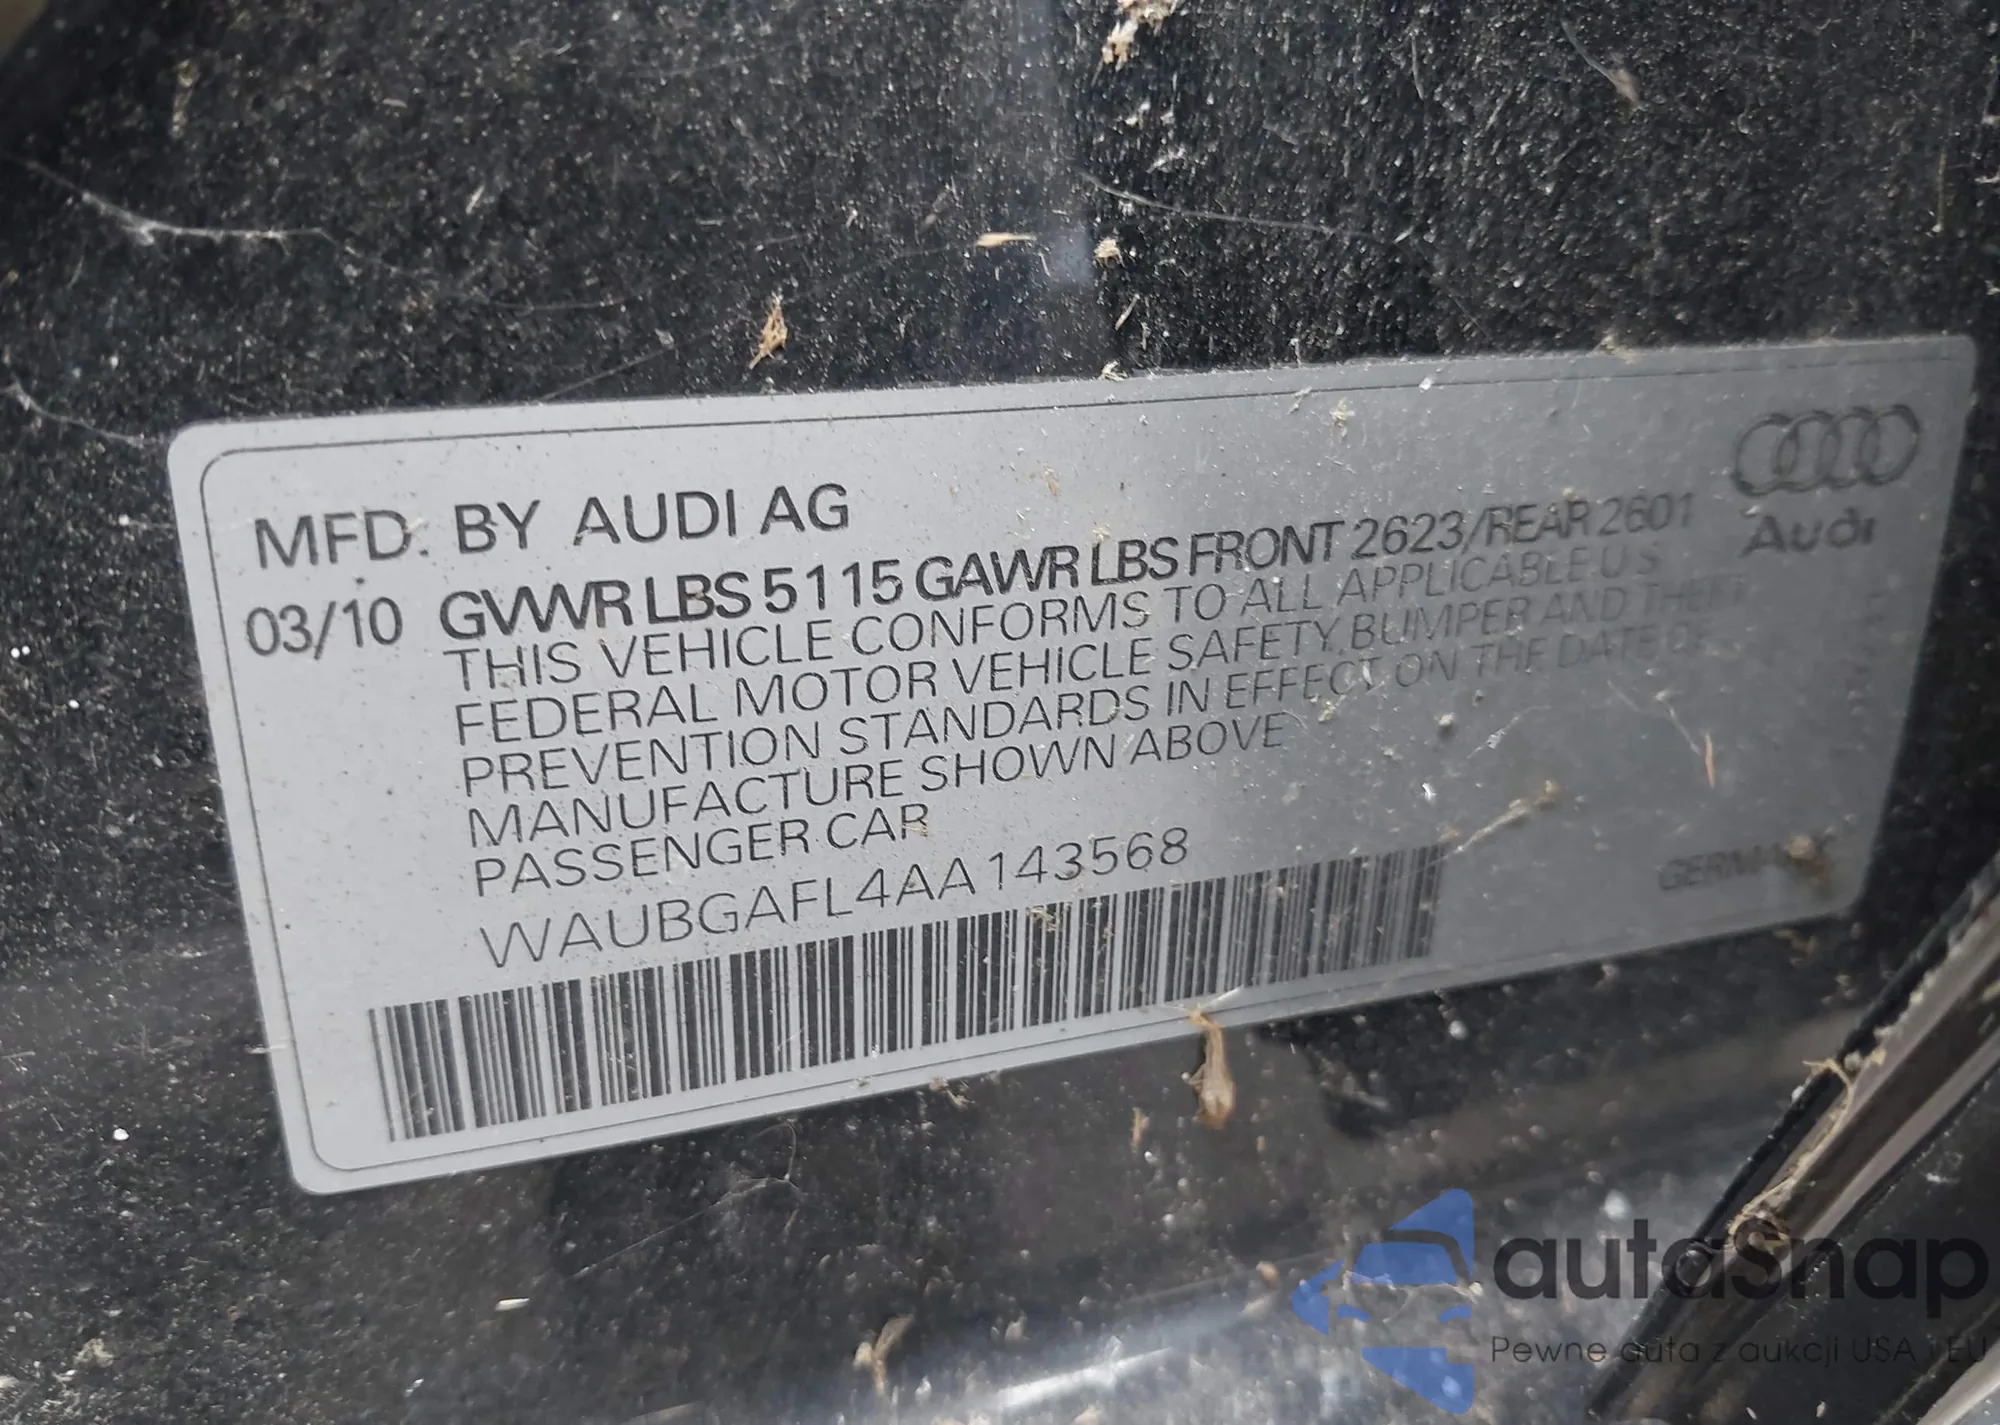 Audi
MFD. BY AUDI AG
03/10 GVWR LBS 5115 GAWR LBS FRONT 2623/REAR 2601
THIS VEHICLE CONFORMS TO ALL APPLICABLE U S
FEDERAL MOTOR VEHICLE SAFETY, BUMPER AND THEFT
PREVENTION STANDARDS IN EFFECT ON THE DATE OF
MANUFACTURE SHOWN ABOVE
PASSENGER CAR
WAUBGAFL4AA143568
GERMANY
autasnap
Pewne auta z aukcji USA i EU